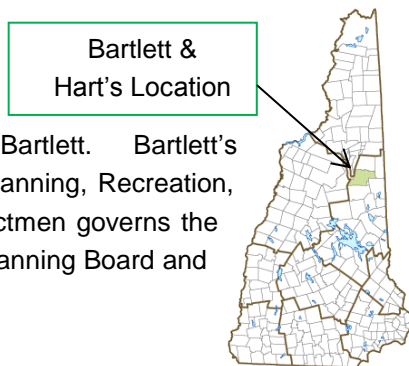 Bartlett &
Hart's Location
Bartlett. Bartlett's
anning, Recreation,
ctmen governs the
anning Board and